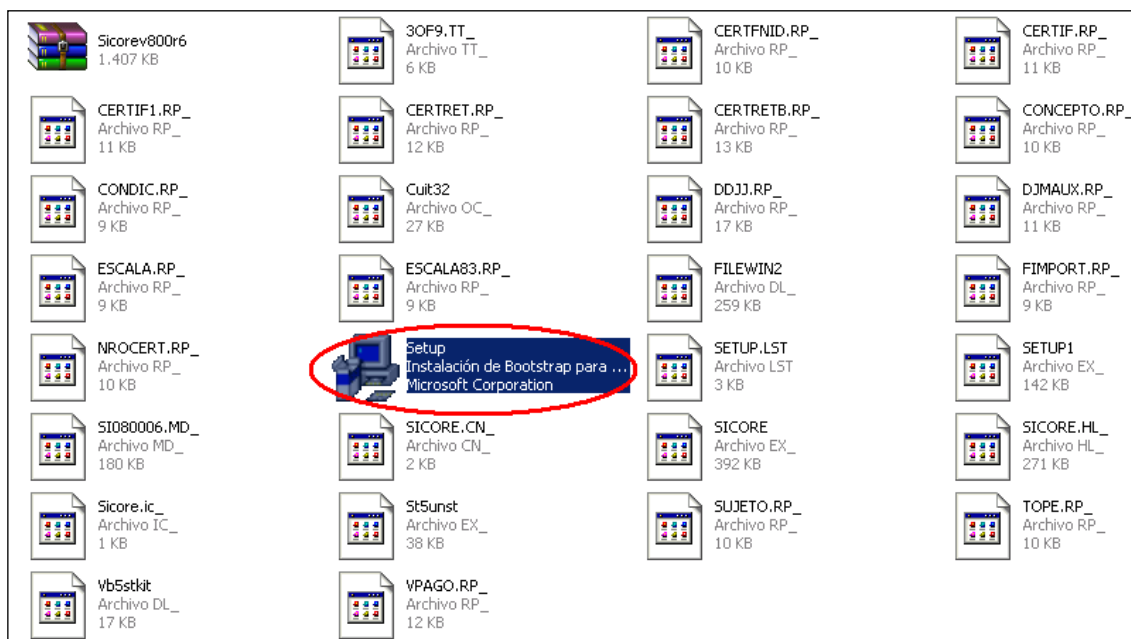 Sicorev800r6
1.407 KB
3OF9.TT_
Archivo TT_
6 KB
CERTFNID.RP_
Archivo RP_
10 KB
CERTIF.RP_
Archivo RP_
11 KB
CERTIF1.RP_
Archivo RP_
11 KB
CERTRET.RP_
Archivo RP_
12 KB
CERTRETB.RP_
Archivo RP_
13 KB
CONCEPTO.RP_
Archivo RP_
10 KB
CONDIC.RP_
Archivo RP_
9 KB
Cuit32
Archivo OC_
27 KB
DDJJ.RP_
Archivo RP_
17 KB
DJMAUX.RP_
Archivo RP_
11 KB
ESCALA.RP_
Archivo RP_
9 KB
ESCALA83.RP_
Archivo RP_
9 KB
FILEWIN2
Archivo DL_
259 KB
FIMPORT.RP_
Archivo RP_
9 KB
NROCERT.RP_
Archivo RP_
10 KB
Setup
Instalación de Bootstrap para ...
Microsoft Corporation
SETUP.LST
Archivo LST
3 KB
SETUP1
Archivo EX_
142 KB
SI080006.MD_
Archivo MD_
180 KB
SICORE.CN_
Archivo CN_
2 KB
SICORE
Archivo EX_
392 KB
SICORE.HL_
Archivo HL_
271 KB
Sicore.ic_
Archivo IC_
1 KB
St5unst
Archivo EX_
38 KB
SUJETO.RP_
Archivo RP_
10 KB
TOPE.RP_
Archivo RP_
10 KB
Vb5stkit
Archivo DL_
17 KB
VPAGO.RP_
Archivo RP_
12 KB